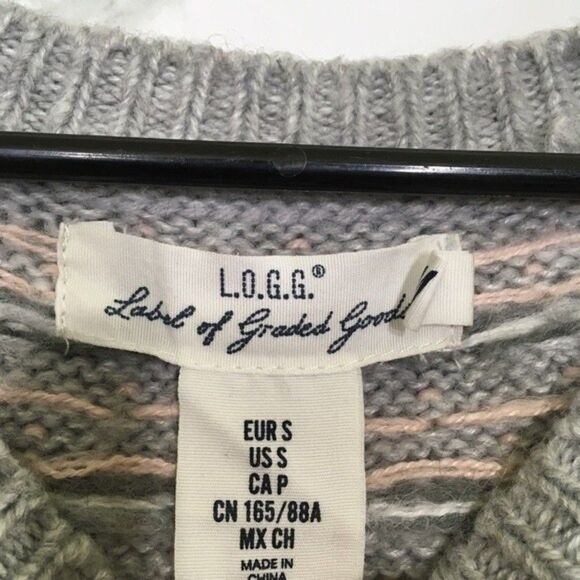 L.O.G.G.®
Label of Graded Goods
EUR S
US S
CA P
CN 165/88A
MX CH
MADE IN
CHINA